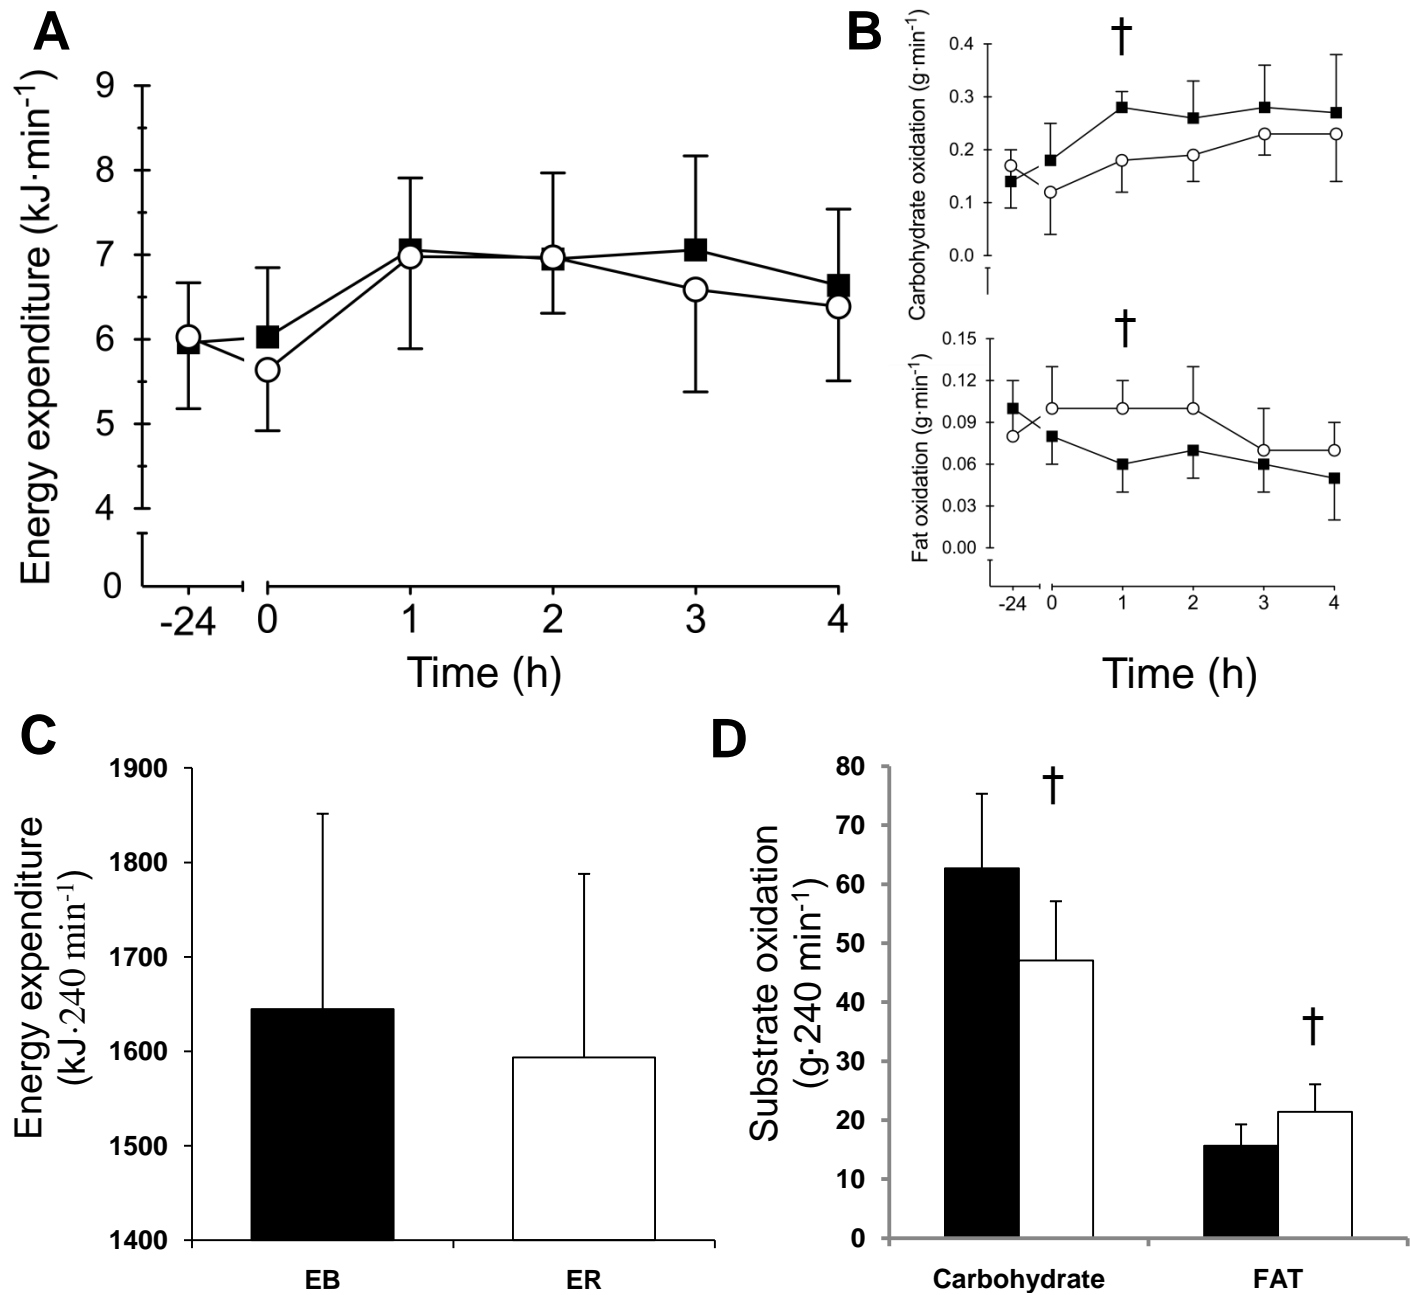 A
Energy expenditure (kJ·min⁻¹)
9
8
7
6
5
4
0
-24 0 1 2 3 4
Time (h)
B
Carbohydrate oxidation (g·min⁻¹)
†
0.4
0.3
0.2
0.1
0.0
Fat oxidation (g·min⁻¹)
†
0.15
0.12
0.09
0.06
0.03
0.00
-24 0 1 2 3 4
Time (h)
C
Energy expenditure
(kJ·240 min⁻¹)
1900
1800
1700
1600
1500
1400
EB ER
D
Substrate oxidation
(g·240 min⁻¹)
80
70
60
50
40
30
20
10
0
†
†
Carbohydrate FAT